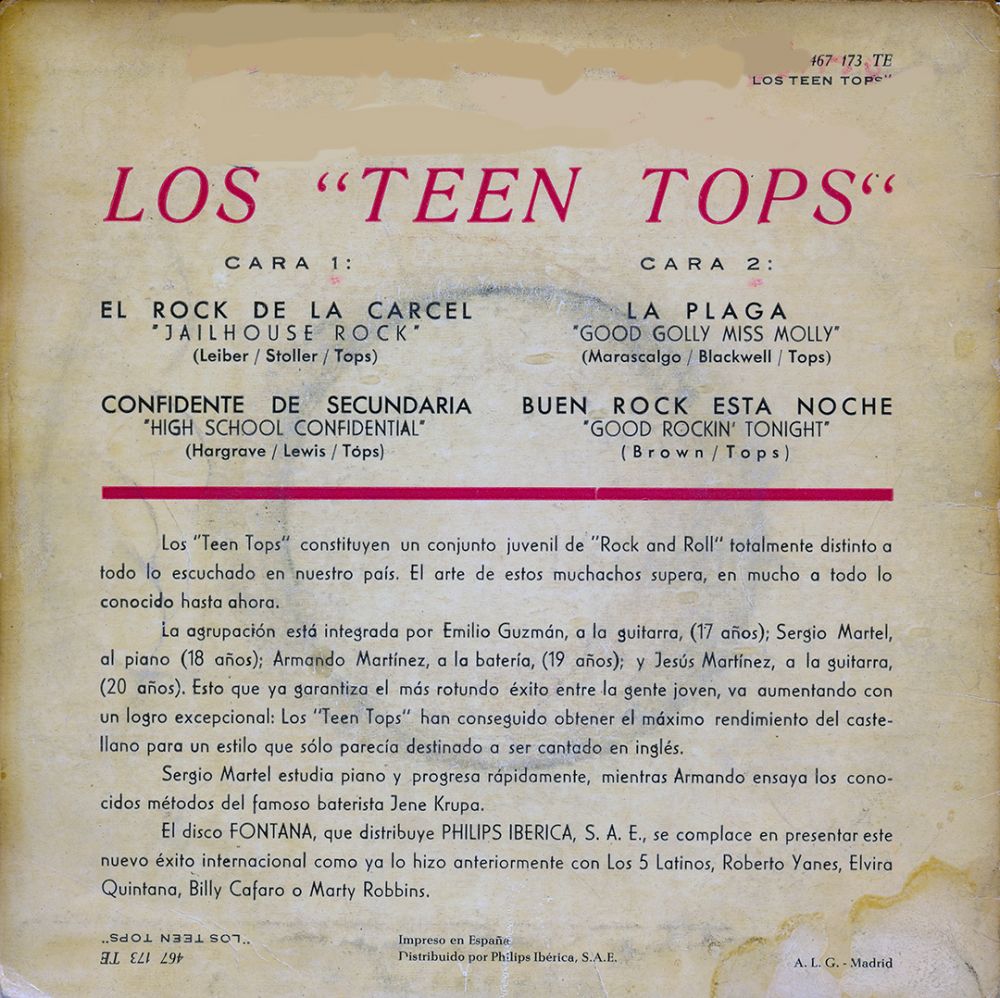 467 173 TE
LOS TEEN TOPS"
LOS “TEEN TOPS“
CARA 1:
EL ROCK DE LA CARCEL
"JAILHOUSE ROCK"
(Leiber / Stoller / Tops)
CONFIDENTE DE SECUNDARIA
"HIGH SCHOOL CONFIDENTIAL"
(Hargrave / Lewis / Tóps)
CARA 2:
LA PLAGA
"GOOD GOLLY MISS MOLLY"
(Marascalgo / Blackwell / Tops)
BUEN ROCK ESTA NOCHE
"GOOD ROCKIN' TONIGHT"
(Brown / Tops)
Los "Teen Tops" constituyen un conjunto juvenil de "Rock and Roll" totalmente distinto a
todo lo escuchado en nuestro país. El arte de estos muchachos supera, en mucho a todo lo
conocido hasta ahora.
La agrupación está integrada por Emilio Guzmán, a la guitarra, (17 años); Sergio Martel,
al piano (18 años); Armando Martínez, a la batería, (19 años); y Jesús Martínez, a la guitarra,
(20 años). Esto que ya garantiza el más rotundo éxito entre la gente joven, va aumentando con
un logro excepcional: Los "Teen Tops" han conseguido obtener el máximo rendimiento del caste-
llano para un estilo que sólo parecía destinado a ser cantado en inglés.
Sergio Martel estudia piano y progresa rápidamente, mientras Armando ensaya los cono-
cidos métodos del famoso baterista Jene Krupa.
El disco FONTANA, que distribuye PHILIPS IBERICA, S. A. E., se complace en presentar este
nuevo éxito internacional como ya lo hizo anteriormente con Los 5 Latinos, Roberto Yanes, Elvira
Quintana, Billy Cafaro o Marty Robbins.
"LOS TEEN TOPS"
467 173 TE
Impreso en España
Distribuido por Philips Ibérica, S.A.E.
A. L. G. - Madrid